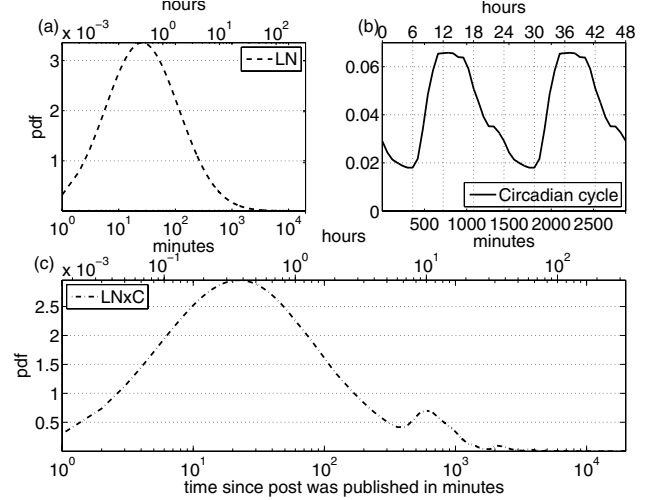 hours
hours
(a) x 10⁻³
10⁰ 10¹ 10²
(b)
0 6 12 18 24 30 36 42 48
3
2
1
pdf
LN
10⁰ 10¹ 10² 10³ 10⁴
minutes
0.06
0.04
0.02
0
Circadian cycle
500 1000 1500 2000 2500
minutes
hours
(c) x 10⁻³
10⁻¹ 10⁰ 10¹ 10²
2.5
2
1.5
1
0.5
pdf
LNxC
10⁰ 10¹ 10² 10³ 10⁴
time since post was published in minutes